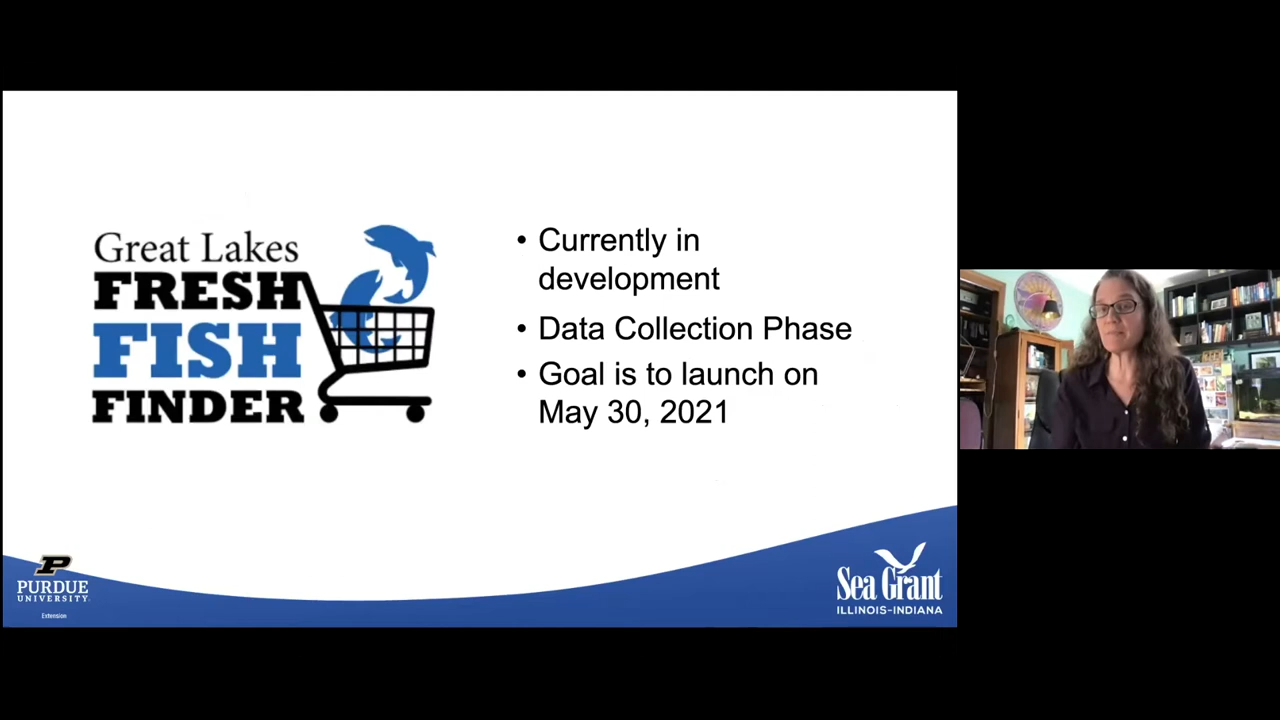 Great Lakes
FRESH
FISH
FINDER
• Currently in
development
• Data Collection Phase
• Goal is to launch on
May 30, 2021
P
PURDUE
UNIVERSITY.
Extension
Sea Grant
ILLINOIS-INDIANA